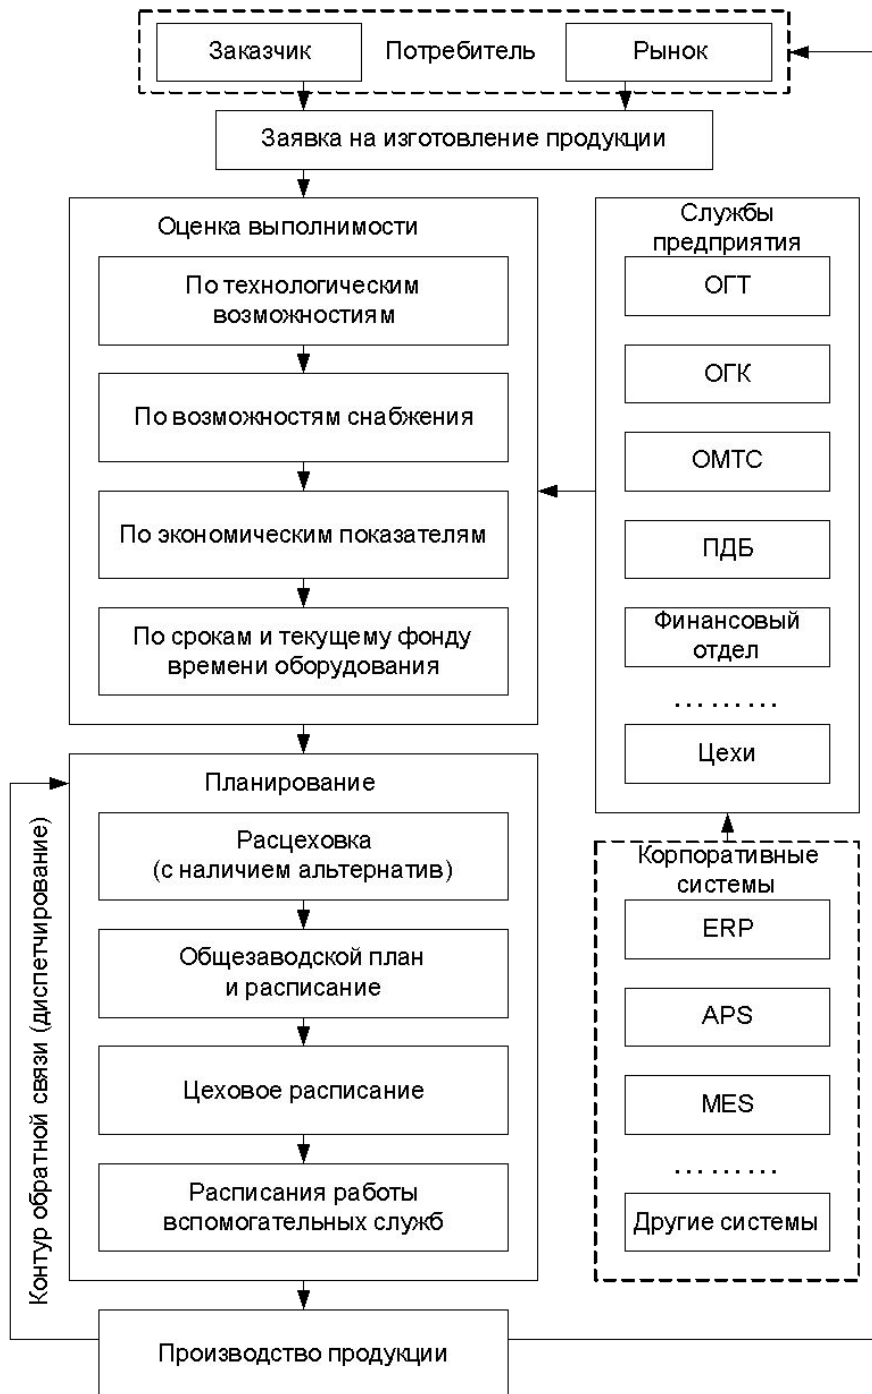 Заказчик
Потребитель
Рынок
Заявка на изготовление продукции
Оценка выполнимости
По технологическим
возможностиям
По возможностям снабжения
По экономическим показателям
По срокам и текущему фонду
времени оборудования
Службы
предприятия
ОГТ
ОГК
ОМТС
ПДБ
Финансовый
отдел
………
Цехи
Планирование
Расцеховка
(с наличием альтернатив)
Общезаводской план
и расписание
Цеховое расписание
Расписания работы
вспомогательных служб
Корпоративные
системы
ERP
APS
MES
………
Другие системы
Контур обратной связи (диспетчирование)
Производство продукции